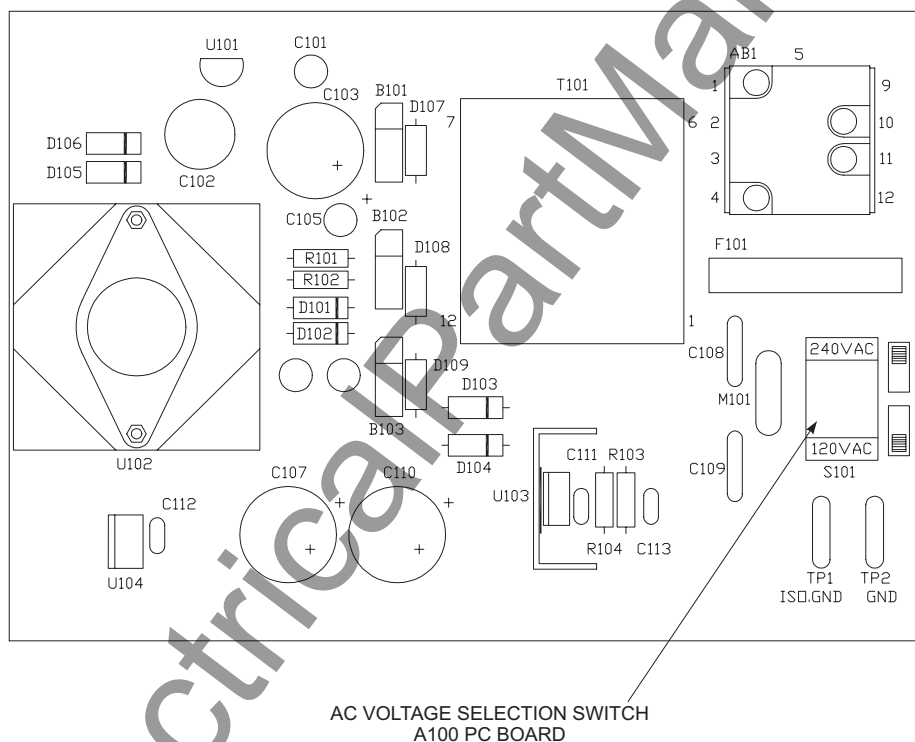 U101
C101
C103
B101
D107
T101
AB1
5
1
2
3
4
9
10
11
12
7
6
D106
D105
C102
C105
B102
D108
R101
R102
D101
D102
12
1
F101
C108
240VAC
M101
120VAC
S101
D109
D103
B103
D104
U102
C107
C110
C109
C111
R103
U103
C112
R104
C113
U104
TP1
ISO.GND
TP2
GND
AC VOLTAGE SELECTION SWITCH
A100 PC BOARD
+
+
+
+
+
+
ctricalPartMan